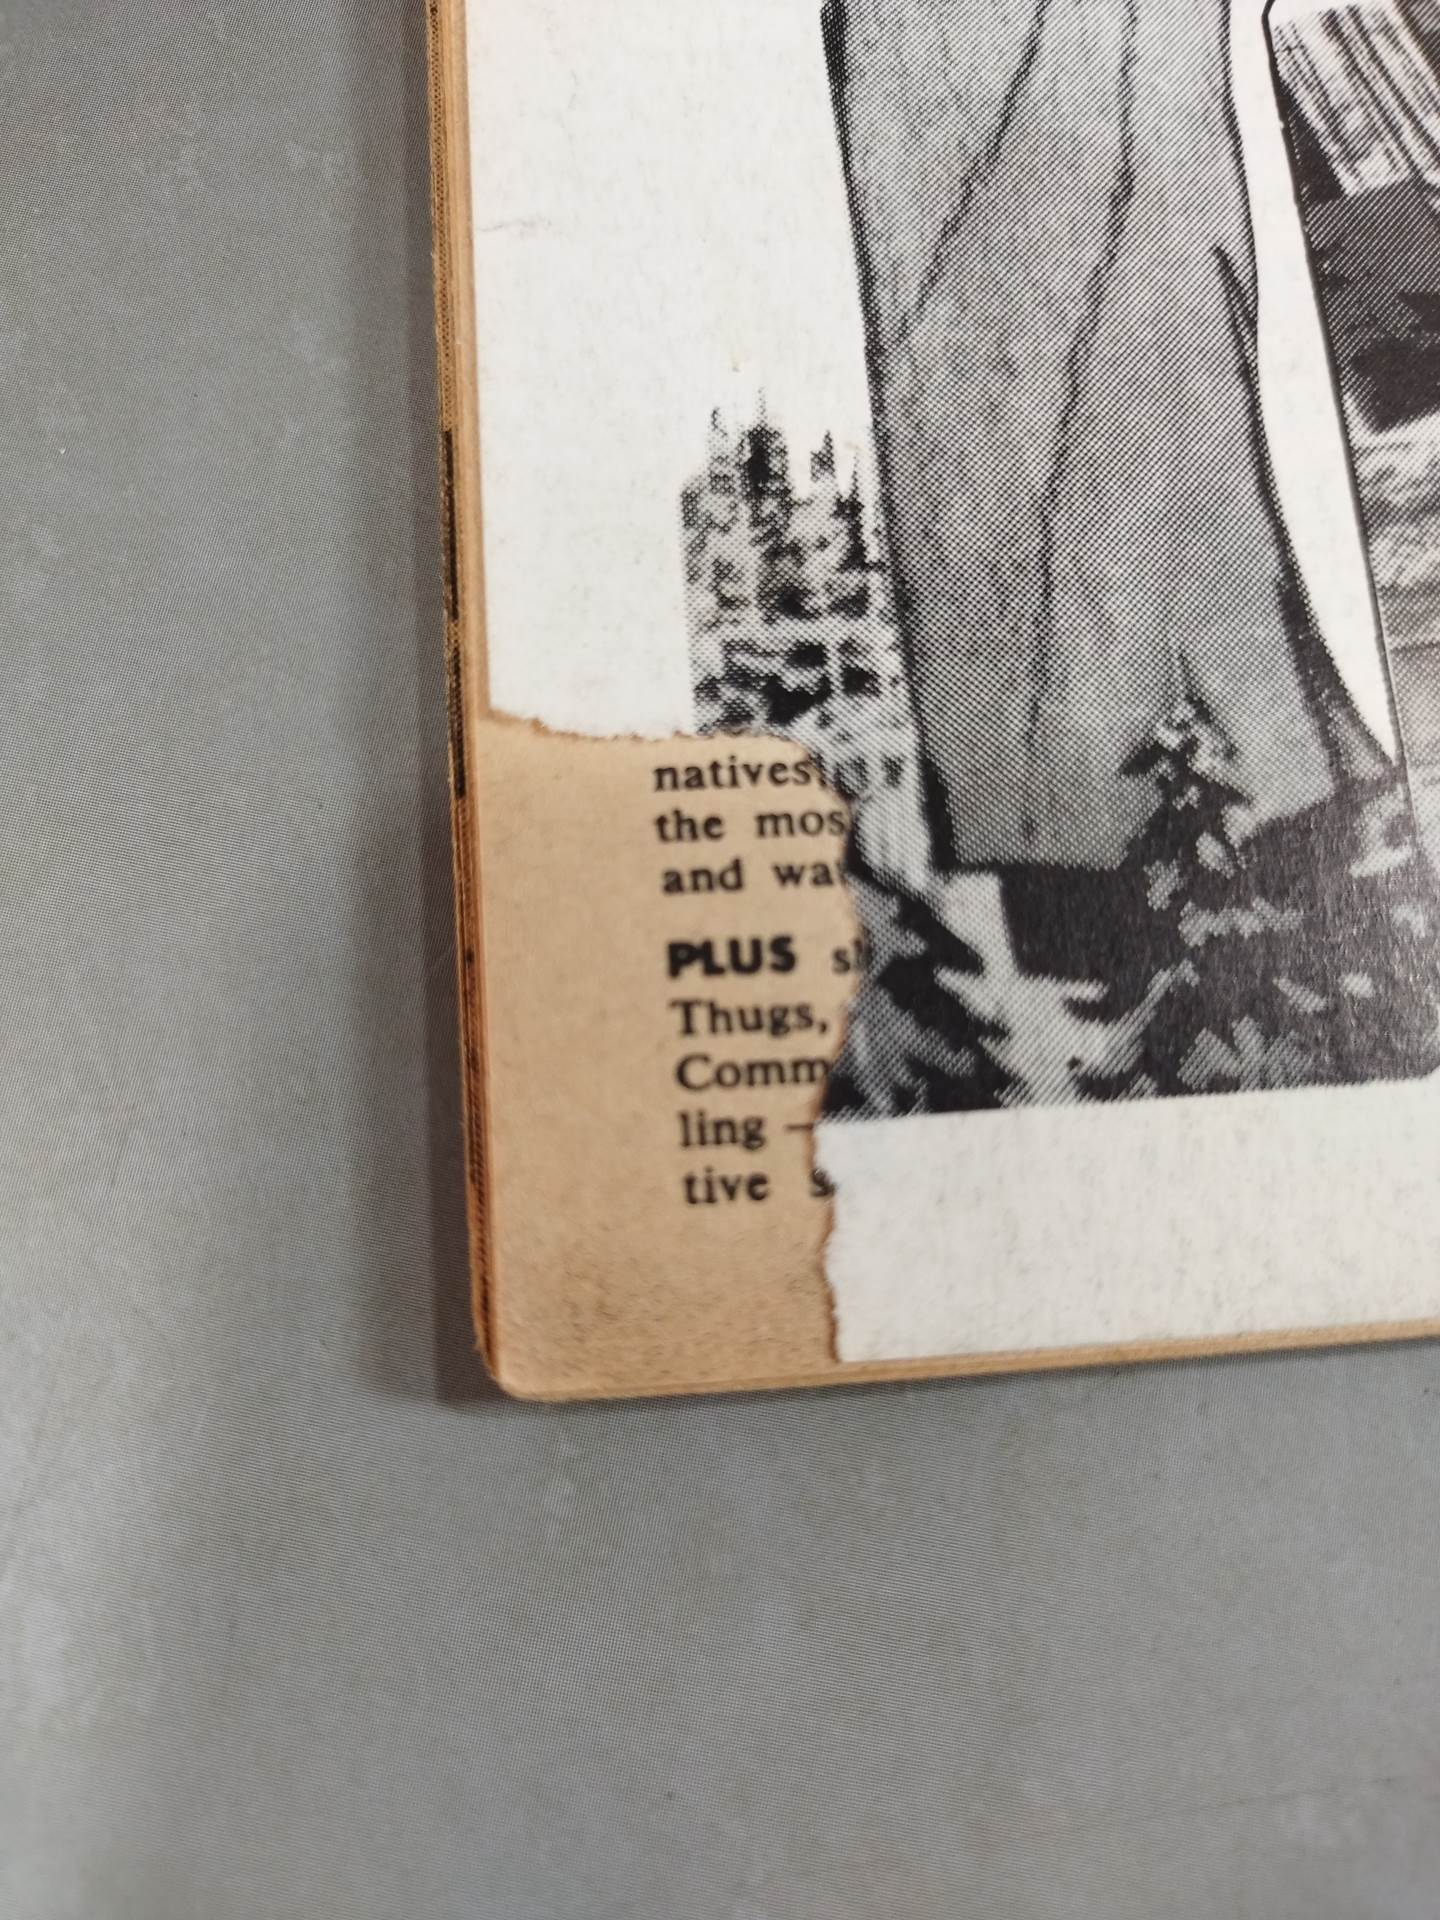 natives
the mos
and wa
PLUS s
Thugs,
Comm
ling —
tive s